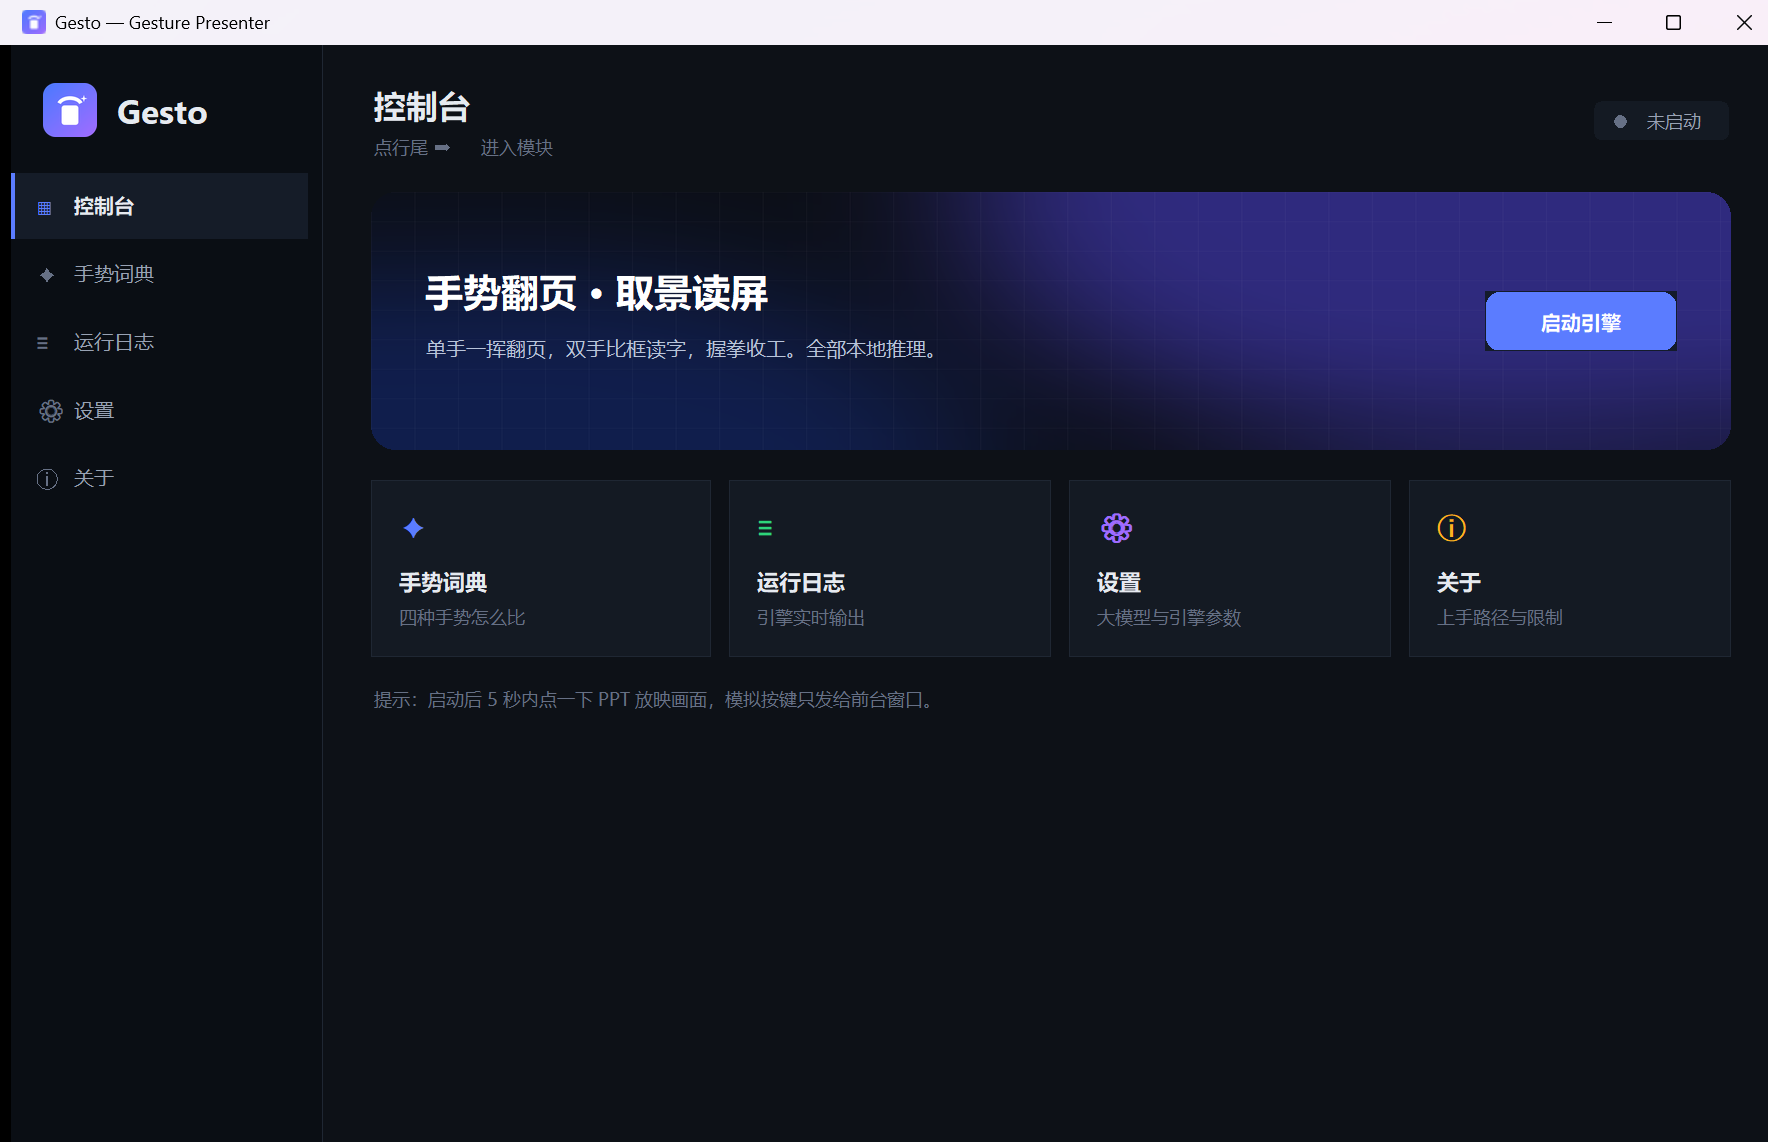 Gesto — Gesture Presenter
Gesto
控制台
手势词典
运行日志
设置
关于
控制台
点行尾 ➡ 进入模块
未启动
手势翻页 · 取景读屏
单手一挥翻页，双手比框读字，握拳收工。全部本地推理。
启动引擎
手势词典
四种手势怎么比
运行日志
引擎实时输出
设置
大模型与引擎参数
关于
上手路径与限制
提示：启动后 5 秒内点一下 PPT 放映画面，模拟按键只发给前台窗口。